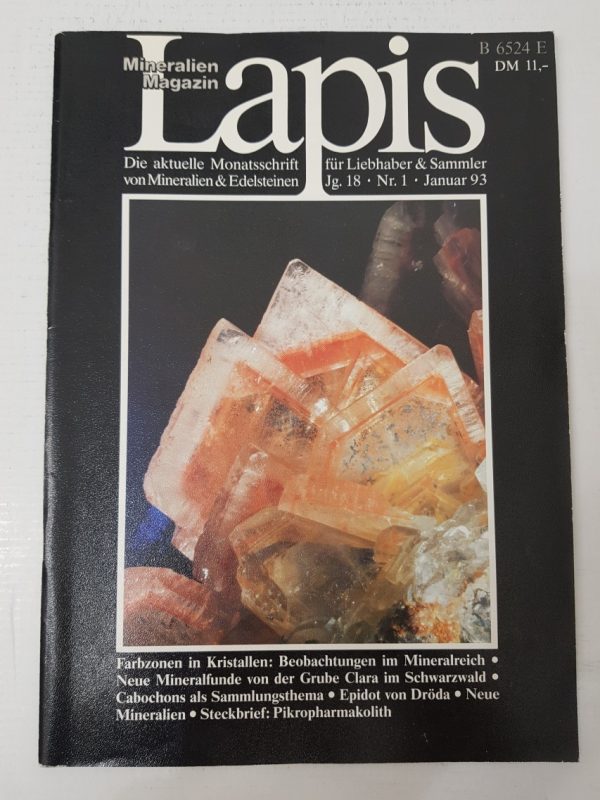 B 6524 E
DM 11,-
Mineralien
Magazin
Lapis
Die aktuelle Monatsschrift für Liebhaber & Sammler
von Mineralien & Edelsteinen Jg. 18 · Nr. 1 · Januar 93
Farbzonen in Kristallen: Beobachtungen im Mineralreich •
Neue Mineralfunde von der Grube Clara im Schwarzwald •
Cabochons als Sammlungsthema • Epidot von Dröda • Neue
Mineralien • Steckbrief: Pikropharmakolith